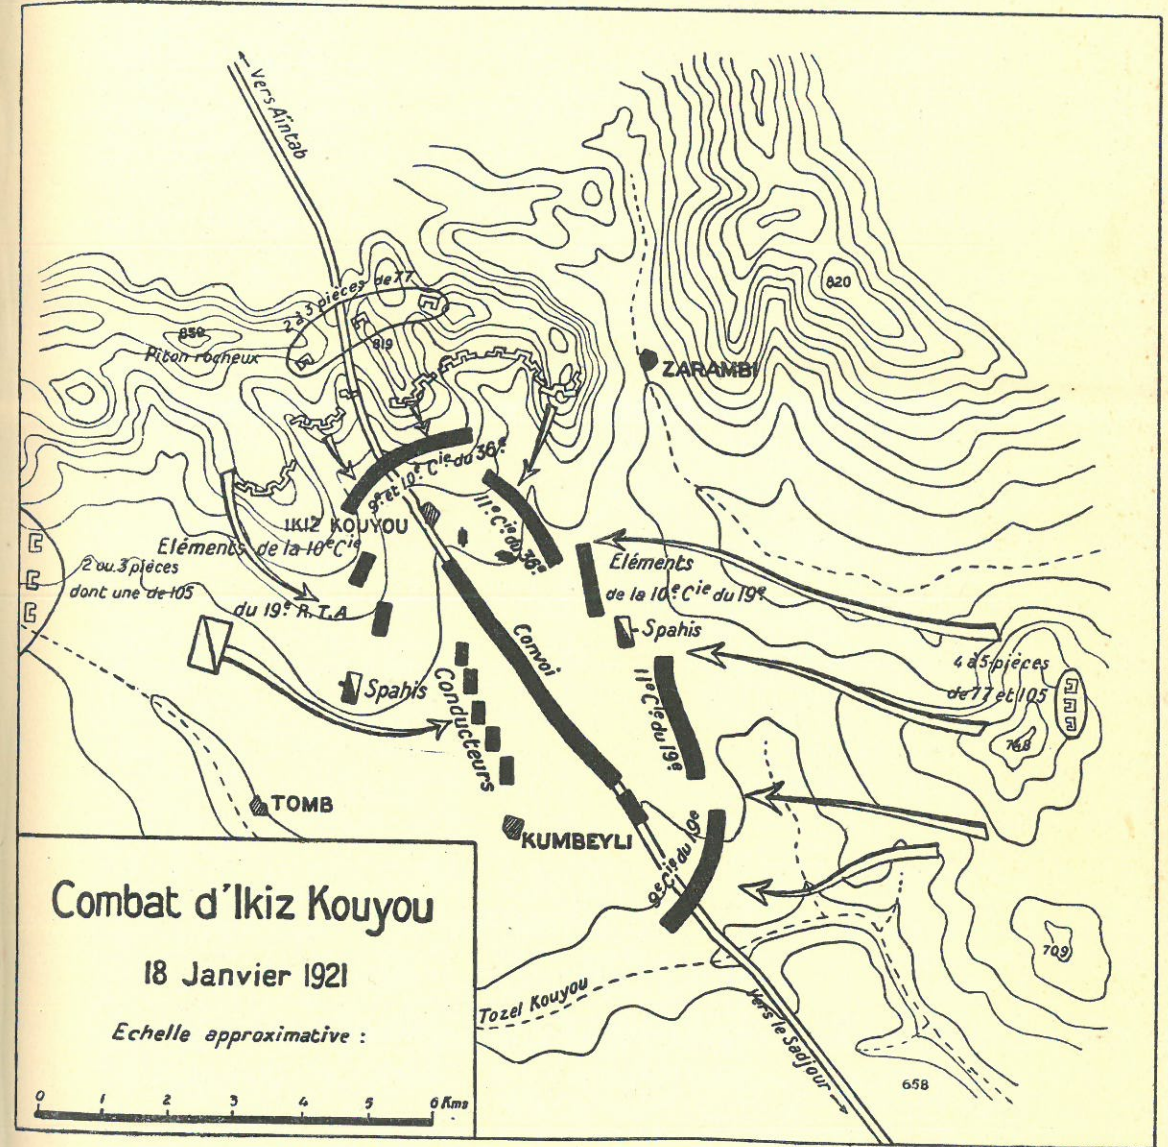 Vers Aïntab
2 à 3 pièces de 77
820
850
Piton rocheux
819
ZARAMBI
9e et 10e Cie du 36e
11e Cie du 36e
IKIZ KOUYOU
Eléments de la 10e Cie
du 19e R.T.A
2 ou 3 pièces
dont une de 105
Eléments
de la 10e Cie du 19e
Spahis
Convoi
Spahis
Conducteurs
11e Cie du 19e
4 à 5 pièces
de 77 et 105
748
TOMB
KUMBEYLI
9e Cie du 19e
709
Tozel Kouyou
Vers le Sadjour
658
Combat d'Ikiz Kouyou
18 Janvier 1921
Echelle approximative :
0 1 2 3 4 5 6 Kms